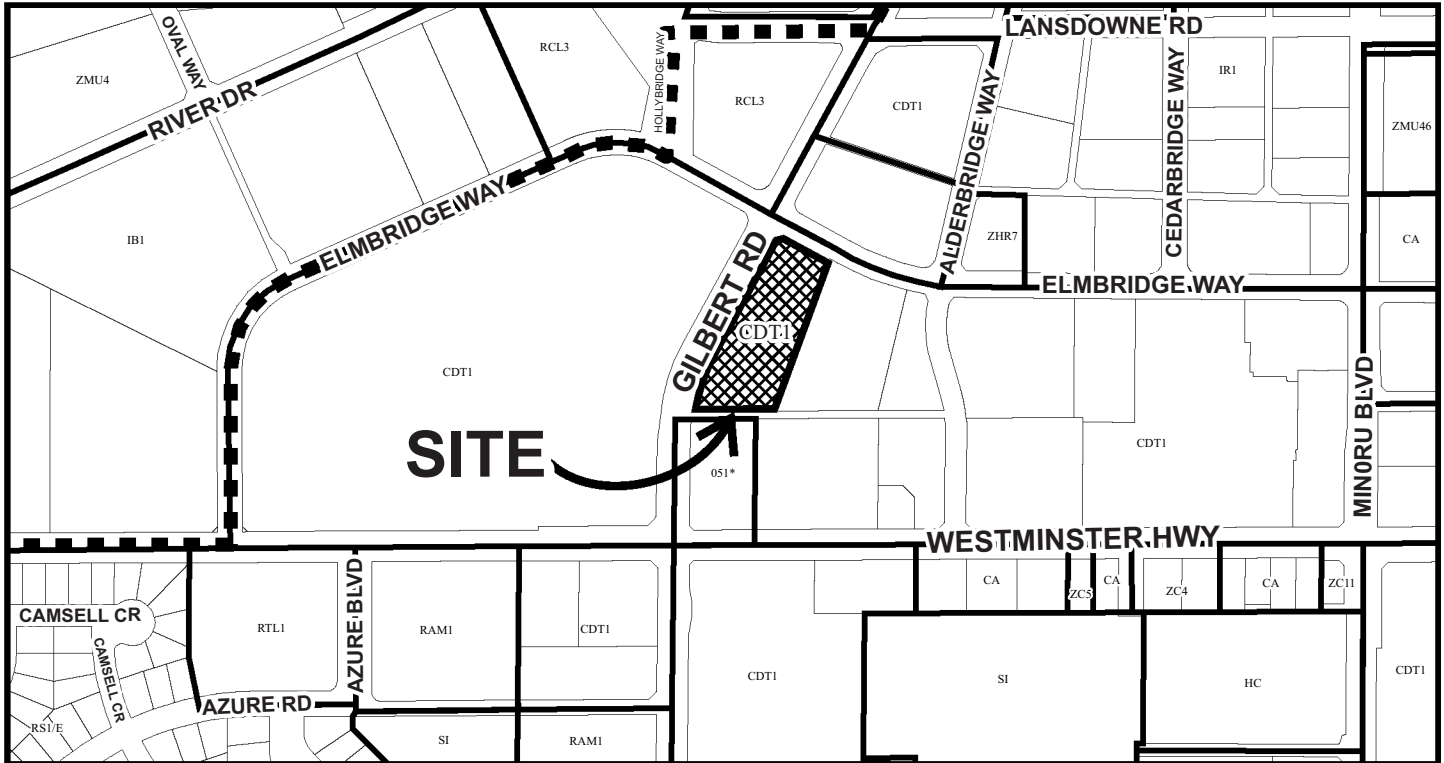 OVAL WAY
LANSDOWNE RD
HOLLYBRIDGE WAY
RCL3
ZMU4
RCL3
CDT1
ALDERBRIDGE WAY
CEDARBRIDGE WAY
IR1
ZMU46
RIVER DR
ELMBRIDGE WAY
IB1
GILBERT RD
ZHR7
CA
ELMBRIDGE WAY
CDT1
CDT1
MINORU BLVD
SITE
051*
CDT1
WESTMINSTER HWY
CA
ZC5
CA
ZC4
CA
ZC11
CAMSELL CR
RTL1
AZURE BLVD
RAM1
CDT1
CAMSELL CR
CDT1
SI
HC
CDT1
AZURE RD
RS1/E
SI
RAM1